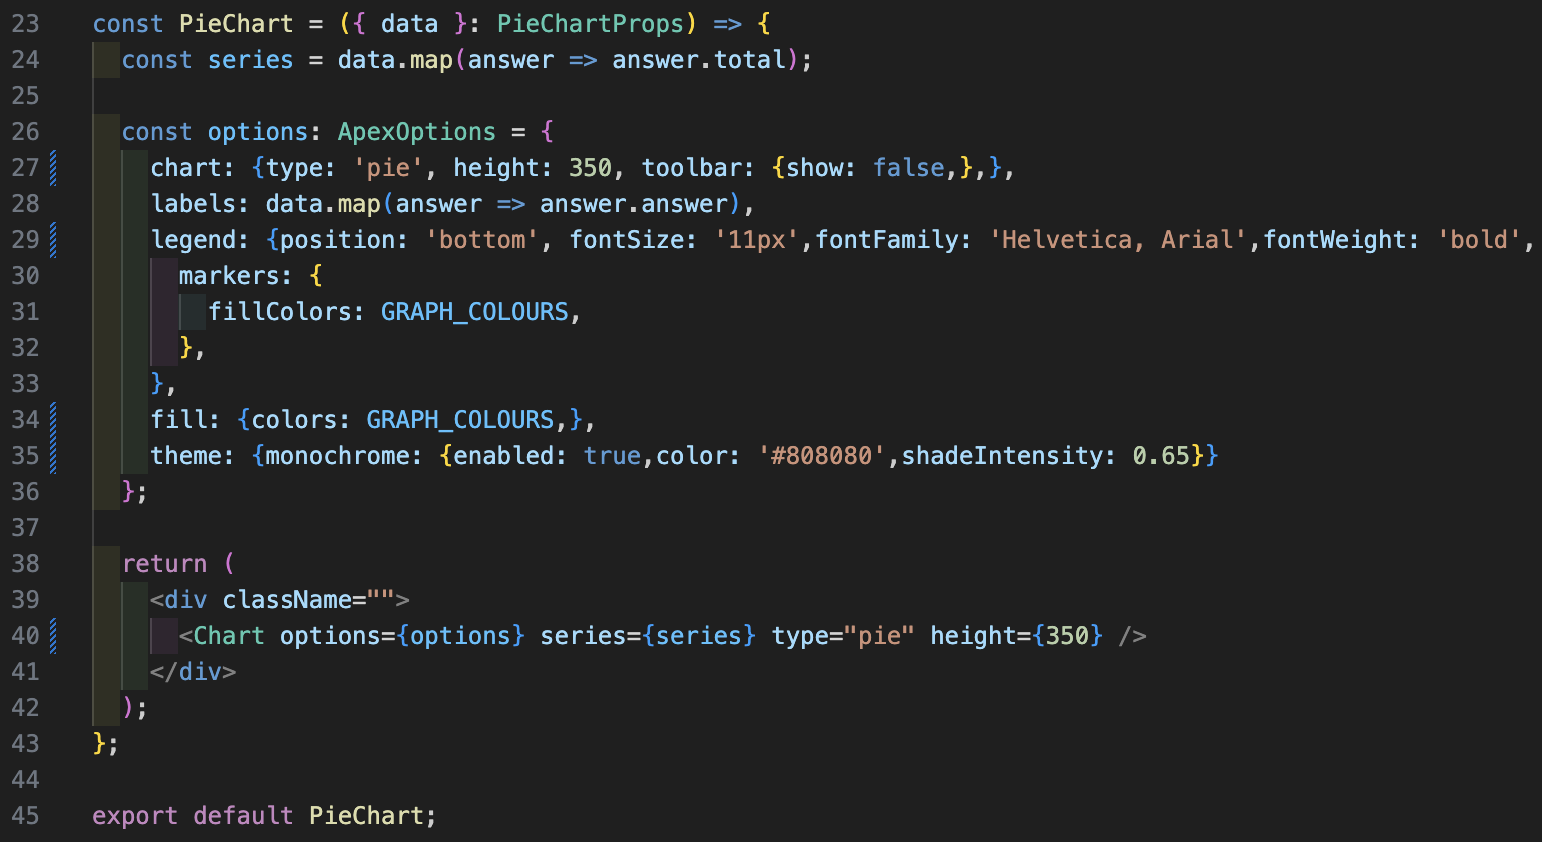 23 const PieChart = ({ data }: PieChartProps) => {
24 const series = data.map(answer => answer.total);
25
26 const options: ApexOptions = {
27 chart: {type: 'pie', height: 350, toolbar: {show: false,},},
28 labels: data.map(answer => answer.answer),
29 legend: {position: 'bottom', fontSize: '11px',fontFamily: 'Helvetica, Arial',fontWeight: 'bold',
30 markers: {
31 fillColors: GRAPH_COLOURS,
32 },
33 },
34 fill: {colors: GRAPH_COLOURS,},
35 theme: {monochrome: {enabled: true,color: '#808080',shadeIntensity: 0.65}}
36 };
37
38 return (
39 <div className="">
40 <Chart options={options} series={series} type="pie" height={350} />
41 </div>
42 );
43 };
44
45 export default PieChart;